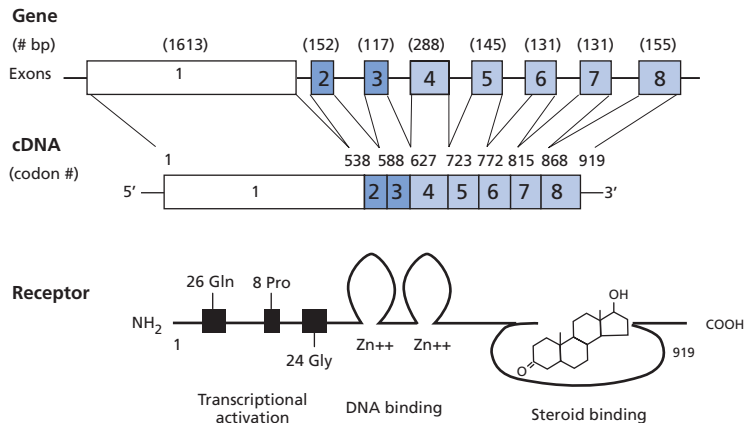 Gene
(# bp) (1613) (152) (117) (288) (145) (131) (131) (155)
Exons 1 2 3 4 5 6 7 8
cDNA
(codon #) 1 538 588 627 723 772 815 868 919
5’ 1 2 3 4 5 6 7 8 3’
26 Gln 8 Pro
OH
Receptor
NH2 COOH
1 Zn++ Zn++ 919
24 Gly O
Transcriptional activation DNA binding Steroid binding